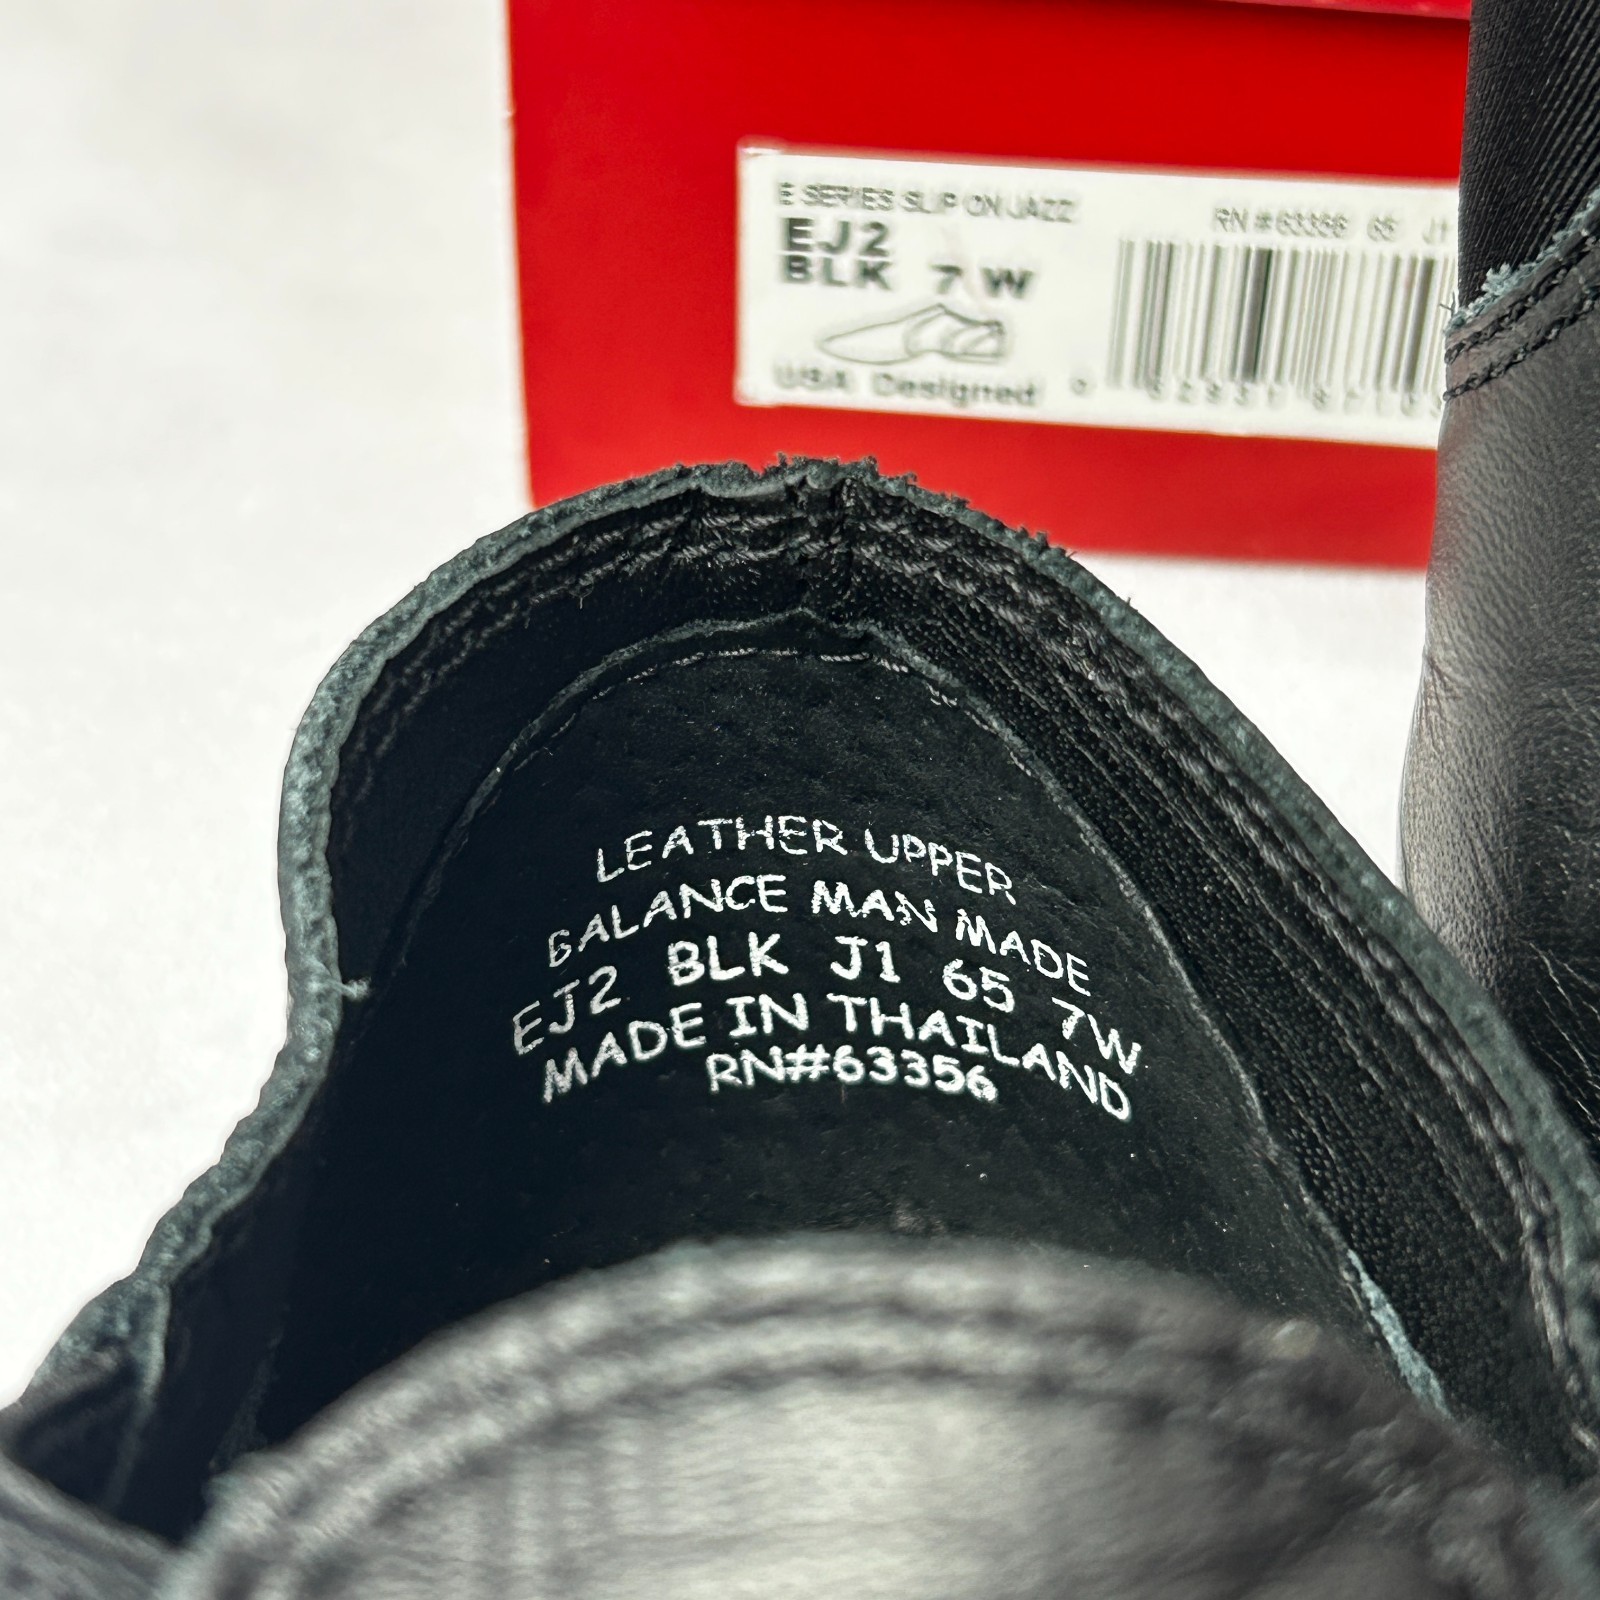 E SERIES SLIP ON JAZZ
RN # 63356 65 J1
EJ2
BLK 7 W
USA Designed
LEATHER UPPER
BALANCE MAN MADE
EJ2 BLK J1 65 7W
MADE IN THAILAND
RN#63356